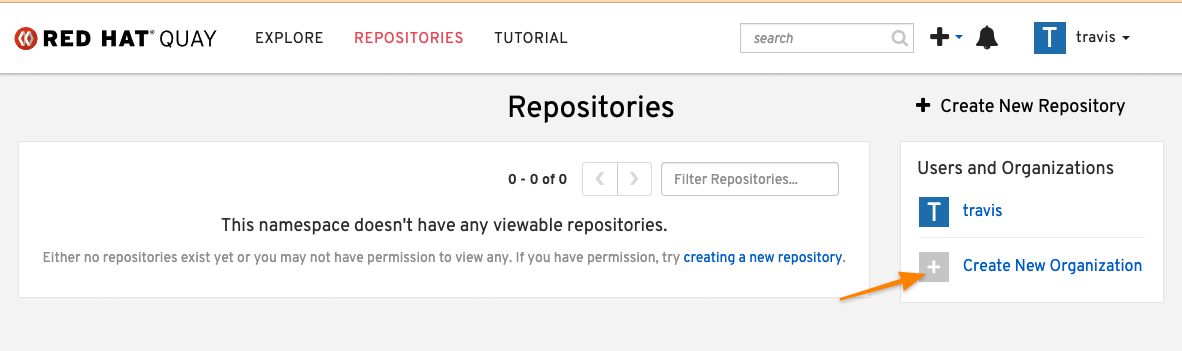 RED HAT® QUAY EXPLORE REPOSITORIES TUTORIAL search T travis
Repositories
Create New Repository
0 - 0 of 0 Filter Repositories...
This namespace doesn't have any viewable repositories.
Either no repositories exist yet or you may not have permission to view any. If you have permission, try creating a new repository.
Users and Organizations
T travis
Create New Organization